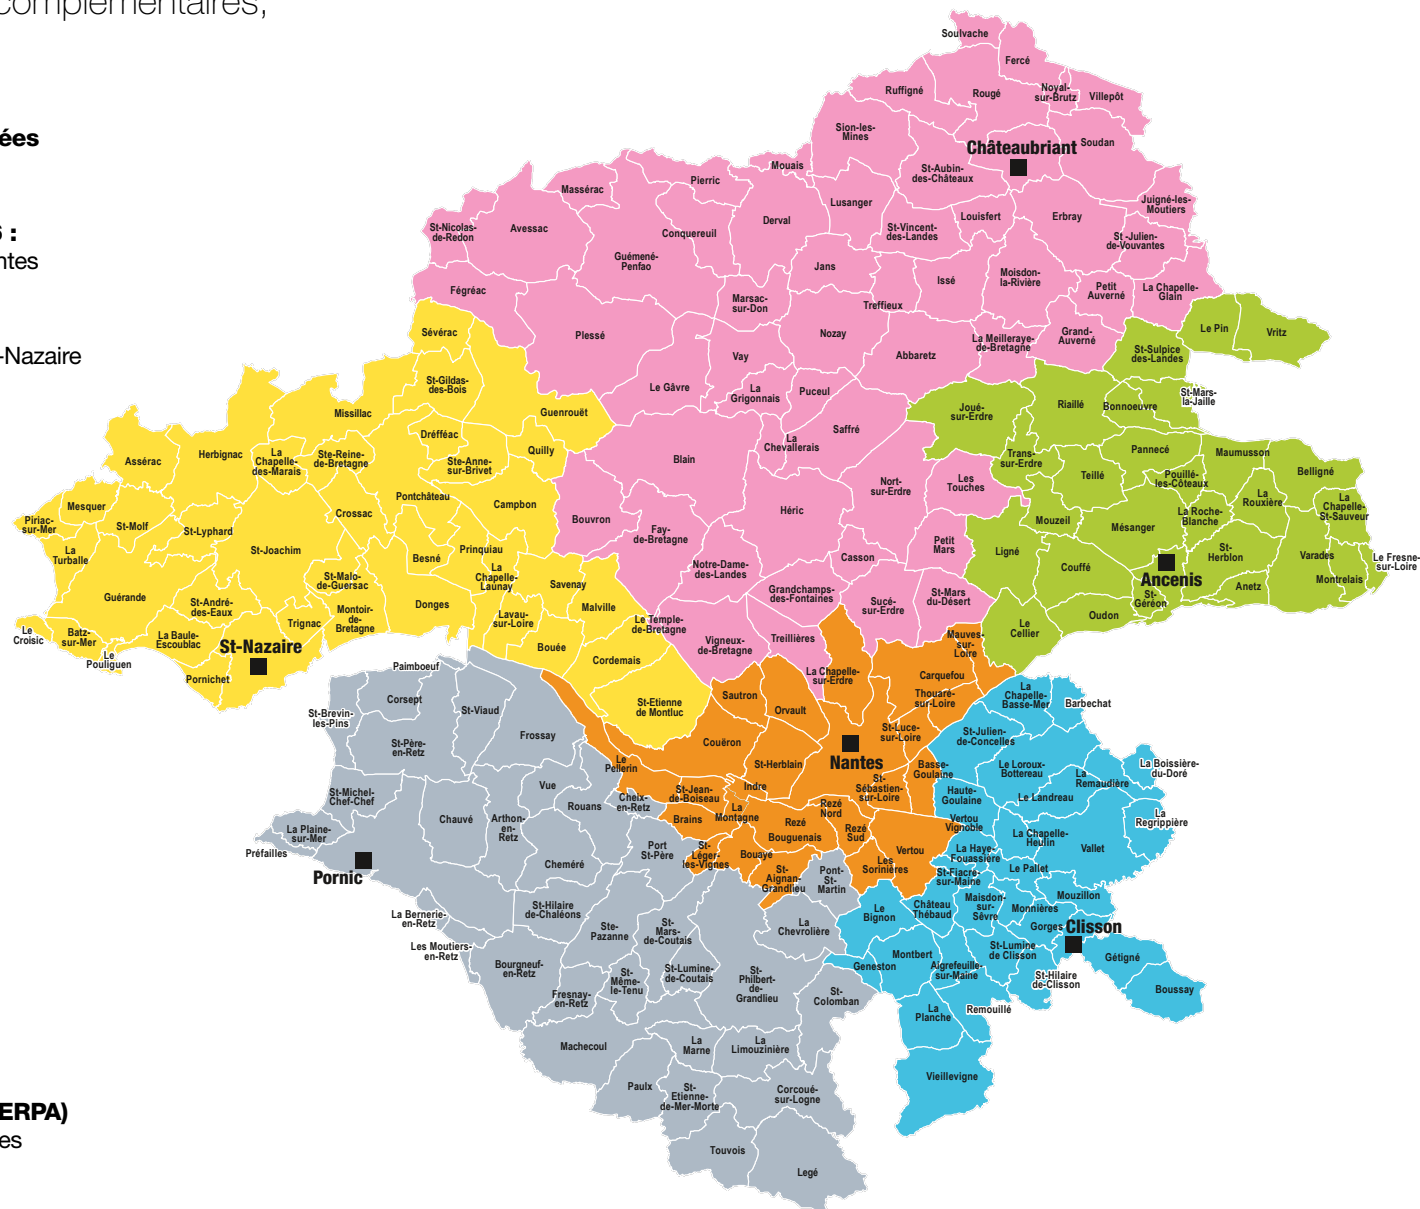 complémentaires,
ées
6 :
ntes
-Nazaire
ERPA)
es
Soulvache
Fercé
Ruffigné
Rougé
Noyal-
sur-Brutz
Villepôt
Sion-les-
Mines
Châteaubriant
Soudan
Mouais
St-Aubin-
des-Châteaux
Pierric
Massérac
Lusanger
Juigné-les-
Moutiers
St-Nicolas-
de-Redon
Avessac
Conquereuil
Derval
St-Vincent-
des-Landes
Louisfert
Erbray
St -Julien-
de-Vouvantes
Guémené-
Penfao
Jans
Issé
Moisdon-
la-Rivière
Petit
Auverné
La Chapelle-
Glain
Fégréac
Marsac-
sur-Don
Treffieux
Plessé
Nozay
Abbaretz
La Meilleraye-
de-Bretagne
Grand-
Auverné
Vay
Le Gâvre
La
Grigonnais
Puceul
La
Chevallerais
Saffré
Blain
Nort-
sur-Erdre
Les
Touches
Bouvron
Fay-
de-Bretagne
Héric
Petit
Mars
Casson
Notre-Dame-
des-Landes
Grandchamps-
des-Fontaines
Sucé-
sur-Erdre
St-Mars
du-Désert
Le Temple-
de-Bretagne
Vigneux-
de-Bretagne
Treillières
Le Pin
Vritz
St-Sulpice
des-Landes
St-Mars-
la-Jaille
Joué-
sur-Erdre
Riaillé
Bonnoeuvre
Trans-
sur-Erdre
Teillé
Pannecé
Maumusson
Belligné
Pouillé-
les-Côteaux
La
Rouxière
La
Chapelle-
St-Sauveur
Mouzeil
Mésanger
La Roche-
Blanche
Ligné
Couffé
St-
Herblon
Varades
Le Fresne-
sur-Loire
Ancenis
Anetz
Montrelais
St-
Géréon
Oudon
Le
Cellier
Sévérac
St-Gildas-
des-Bois
Missillac
Guenrouët
Drefféac
Quilly
Assérac
Herbignac
La
Chapelle-
des-Marais
Ste-Reine-
de-Bretagne
Ste-Anne-
sur-Brivet
Pontchâteau
Campbon
Mesquer
Piriac-
sur-Mer
St-Molf
St-Lyphard
Crossac
La
Turballe
St-Joachim
Besné
Prinquiau
La
Chapelle-
Launay
Savenay
Guérande
St-Malo-
de-Guersac
St-André-
des-Eaux
Donges
Malville
Lavau-
sur-Loire
Montoir-
de-
Bretagne
Trignac
Le
Croisic
Batz-
sur-Mer
La Baule-
Escoublac
St-Nazaire
Le
Pouliguen
Pornichet
Bouée
Cordemais
St-Etienne
de Montluc
Mauves-
sur-
Loire
La Chapelle-
sur-Erdre
Carquefou
Thouaré-
sur-Loire
Sautron
Orvault
St-Luce-
sur-Loire
Couëron
Nantes
St-Herblain
Basse-
Goulaine
Le
Pellerin
Indre
St-
Sébastien-
sur-Loire
St-Jean-
de-Boiseau
La
Montagne
Rezé
Nord
Brains
Rezé
Bouguenais
Rezé
Sud
Vertou
St-
Léger-
les-Vignes
Bouaye
Les
Sorinières
St-
Aignan-
Grandlieu
La
Chapelle-
Basse-Mer
Barbechat
St-Julien-
de-Concelles
Le Loroux-
Bottereau
La Boissière-
du-Doré
La
Remaudière
Haute-
Goulaine
Le Landreau
La
Regrippière
Vertou
Vignoble
La Chapelle-
Heulin
Vallet
La Haye-
Fouassière
Le Pallet
St-Fiacre-
sur-Maine
Mouzillon
Le
Bignon
Château
Thébaud
Maisdon-
sur-
Sèvre
Monnières
Gorges
Clisson
Montbert
Geneston
Aigrefeuille-
sur-Maine
St-Lumine
de Clisson
Gétigné
St-Hilaire
de-Clisson
Boussay
La
Planche
Remouillé
Vieillevigne
Paimboeuf
Corsept
St-Viaud
St-Brevin-
les-Pins
St-Père-
en-Retz
Frossay
Vue
St-Michel-
Chef-Chef
Chauvé
Arthon-
en-
Retz
Rouans
Cheix-
en-Retz
La Plaine-
sur-Mer
Préfailles
Pornic
Cheméré
Port
St-Père
Pont-
St-
Martin
La Bernerie-
en-Retz
St-Hilaire
de-Chaléons
Ste-
Pazanne
St-
Mars-
de-Coutais
La
Chevrolière
Les Moutiers-
en-Retz
Bourgneuf-
en-Retz
St-
Même-
le-Tenu
St-Lumine-
de-Coutais
St-
Philbert-
de-
Grandlieu
St-
Colomban
Fresnay-
en-Retz
Machecoul
La
Marne
La
Limouzinière
Paulx
St-
Etienne-
de-Mer-Morte
Corcoué-
sur-Logne
Touvois
Legé